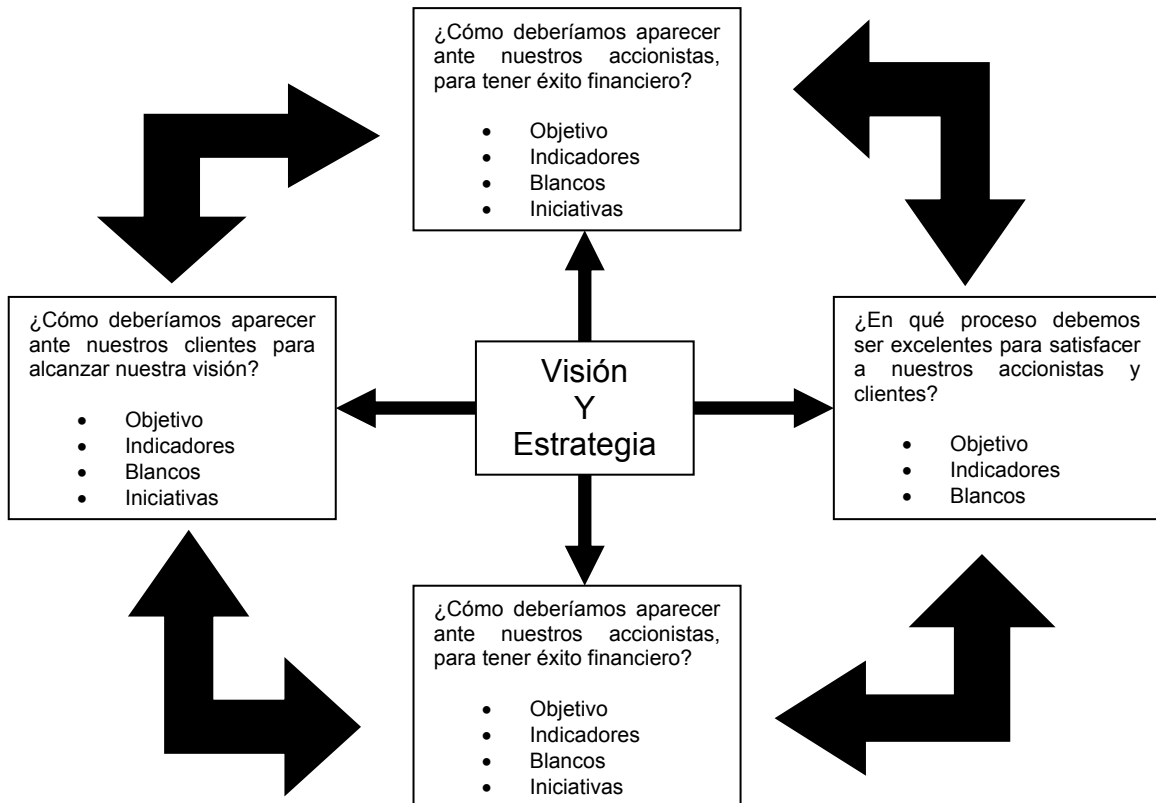 ¿Cómo deberíamos aparecer
ante nuestros accionistas,
para tener éxito financiero?
• Objetivo
• Indicadores
• Blancos
• Iniciativas
¿Cómo deberíamos aparecer
ante nuestros clientes para
alcanzar nuestra visión?
• Objetivo
• Indicadores
• Blancos
• Iniciativas
Visión
Y
Estrategia
¿En qué proceso debemos
ser excelentes para satisfacer
a nuestros accionistas y
clientes?
• Objetivo
• Indicadores
• Blancos
¿Cómo deberíamos aparecer
ante nuestros accionistas,
para tener éxito financiero?
• Objetivo
• Indicadores
• Blancos
• Iniciativas